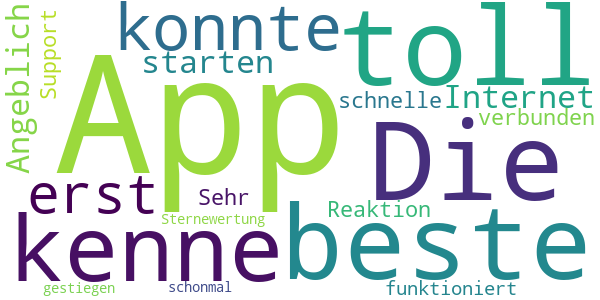 Angeblich
Support
konnte
toll
starten
App
schnelle
Internet
verbunden
Die
erst
Sehr
Reaktion
Sternewertung
kenne
beste
gestiegen
schonmal
funktioniert